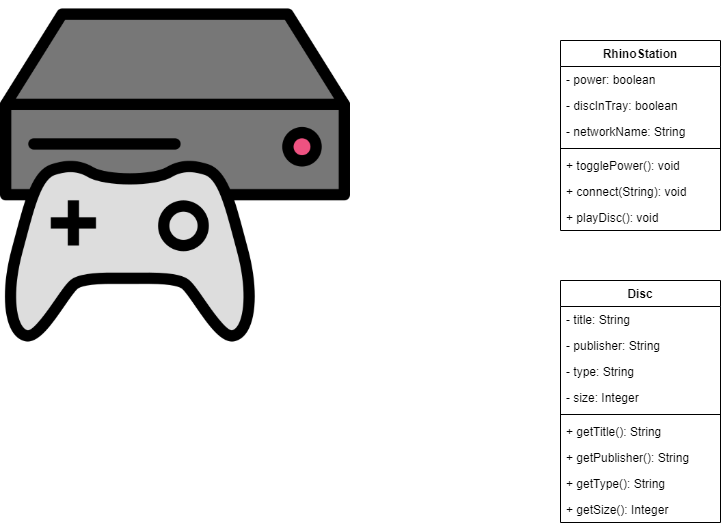 RhinoStation
- power: boolean
- discInTray: boolean
- networkName: String
+ togglePower(): void
+ connect(String): void
+ playDisc(): void
Disc
- title: String
- publisher: String
- type: String
- size: Integer
+ getTitle(): String
+ getPublisher(): String
+ getType(): String
+ getSize(): Integer